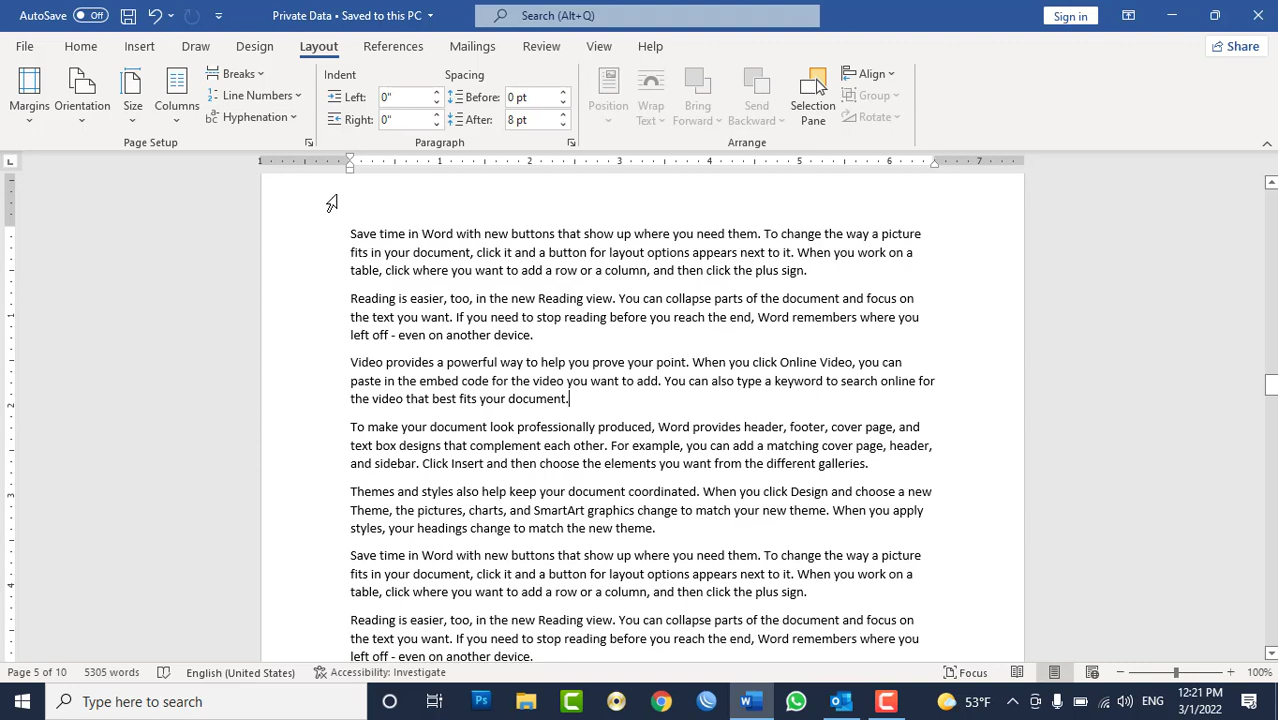 AutoSave Off Private Data • Saved to this PC Search (Alt+Q) Sign in
File Home Insert Draw Design Layout References Mailings Review View Help Share
Margins Orientation Size Columns Breaks Line Numbers Hyphenation
Page Setup
Indent Spacing
Left: 0" Before: 0 pt
Right: 0" After: 8 pt
Paragraph
Position Wrap Text Bring Forward Send Backward Selection Pane Align Group Rotate
Arrange
1 1 2 3 4 5 6 7
Save time in Word with new buttons that show up where you need them. To change the way a picture
fits in your document, click it and a button for layout options appears next to it. When you work on a
table, click where you want to add a row or a column, and then click the plus sign.
Reading is easier, too, in the new Reading view. You can collapse parts of the document and focus on
the text you want. If you need to stop reading before you reach the end, Word remembers where you
left off - even on another device.
Video provides a powerful way to help you prove your point. When you click Online Video, you can
paste in the embed code for the video you want to add. You can also type a keyword to search online for
the video that best fits your document.
To make your document look professionally produced, Word provides header, footer, cover page, and
text box designs that complement each other. For example, you can add a matching cover page, header,
and sidebar. Click Insert and then choose the elements you want from the different galleries.
Themes and styles also help keep your document coordinated. When you click Design and choose a new
Theme, the pictures, charts, and SmartArt graphics change to match your new theme. When you apply
styles, your headings change to match the new theme.
Save time in Word with new buttons that show up where you need them. To change the way a picture
fits in your document, click it and a button for layout options appears next to it. When you work on a
table, click where you want to add a row or a column, and then click the plus sign.
Reading is easier, too, in the new Reading view. You can collapse parts of the document and focus on
the text you want. If you need to stop reading before you reach the end, Word remembers where you
left off - even on another device.
1
2
3
4
Page 5 of 10 5305 words English (United States) Accessibility: Investigate Focus 100%
Type here to search Ps 53°F ENG 12:21 PM
3/1/2022